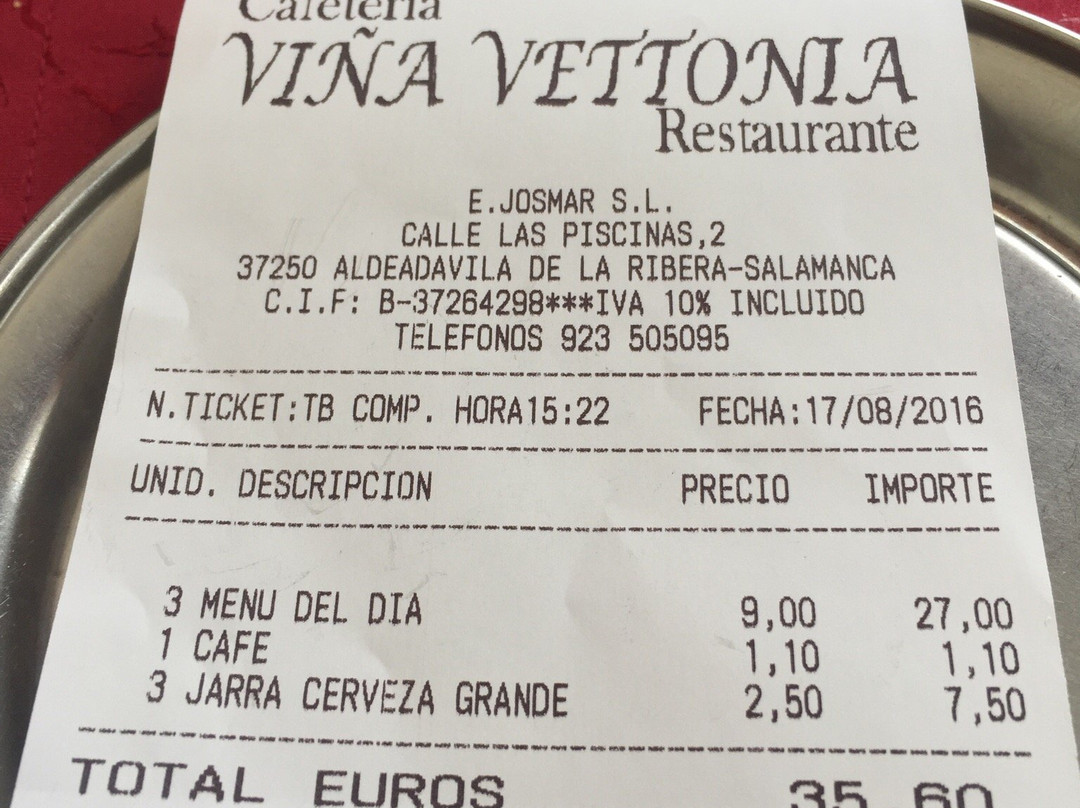 Cafetería
VIÑA VETTONIA
Restaurante
E.JOSMAR S.L.
CALLE LAS PISCINAS,2
37250 ALDEADAVILA DE LA RIBERA-SALAMANCA
C.I.F: B-37264298***IVA 10% INCLUIDO
TELEFONOS 923 505095
N.TICKET:TB COMP. HORA15:22 FECHA:17/08/2016
UNID. DESCRIPCION PRECIO IMPORTE
3 MENU DEL DIA 9,00 27,00
1 CAFE 1,10 1,10
3 JARRA CERVEZA GRANDE 2,50 7,50
TOTAL EUROS 35,60